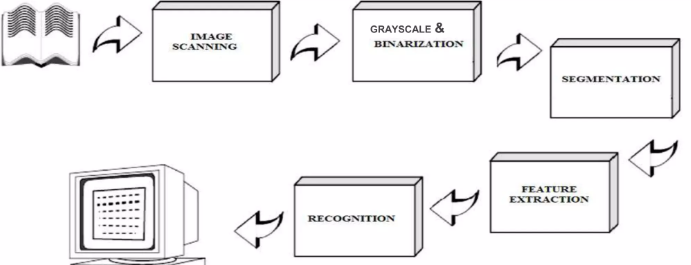 IMAGE
SCANNING
GRAYSCALE &
BINARIZATION
SEGMENTATION
FEATURE
EXTRACTION
RECOGNITION